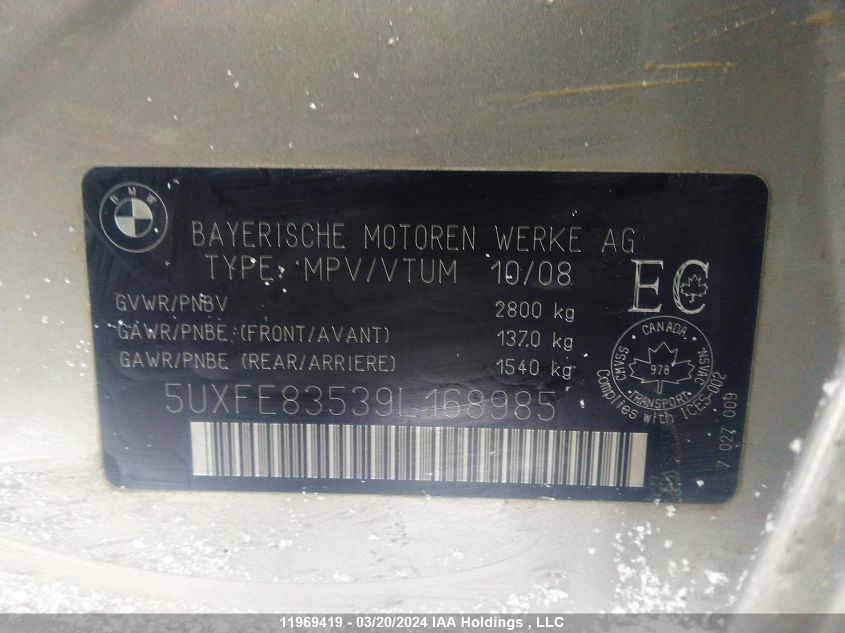 BMW
BAYERISCHE MOTOREN WERKE AG
TYPE: MPV/VTUM 10/08
EC
GVWR/PNBV 2800 kg
GAWR/PNBE (FRONT/AVANT) 1370 kg
GAWR/PNBE (REAR/ARRIERE) 1540 kg
CANADA
CMVSS 978 NSVAC
TRANSPORT
Complies with ICES-002
5UXFE83539L168985
7 027 009
11969419 - 03/20/2024 IAA Holdings , LLC